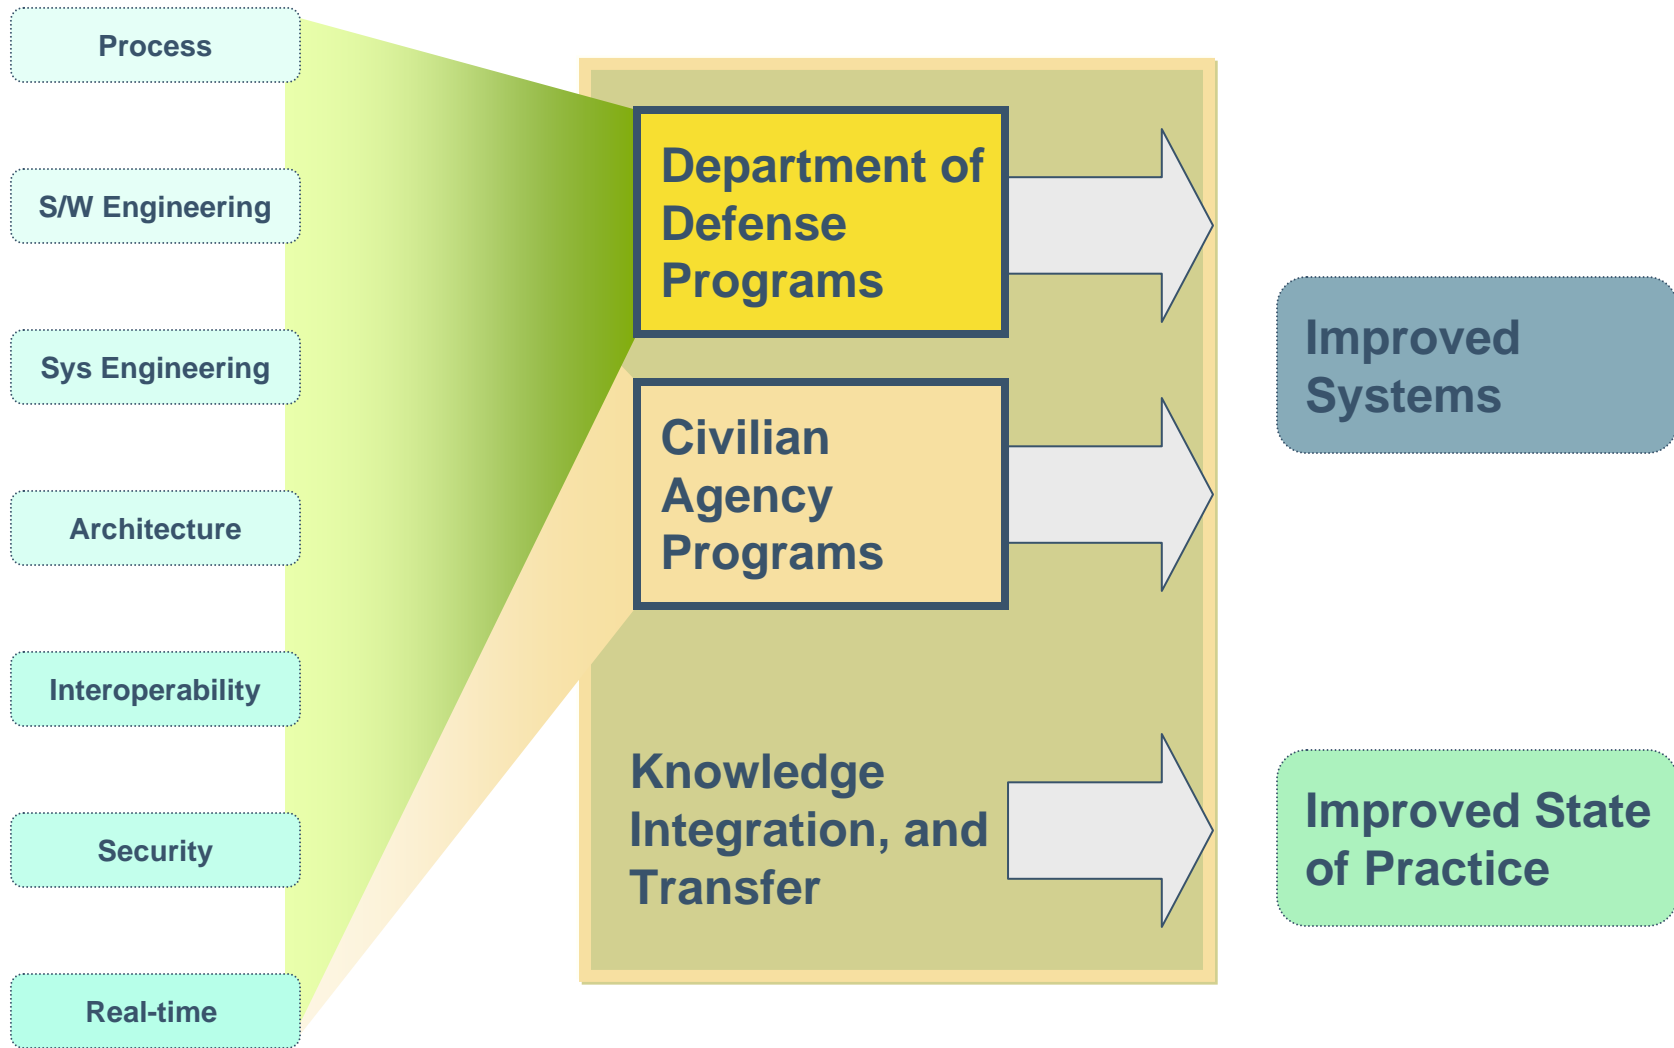 Process
S/W Engineering
Sys Engineering
Architecture
Interoperability
Security
Real-time
Department of
Defense
Programs
Civilian
Agency
Programs
Knowledge
Integration, and
Transfer
Improved
Systems
Improved State
of Practice